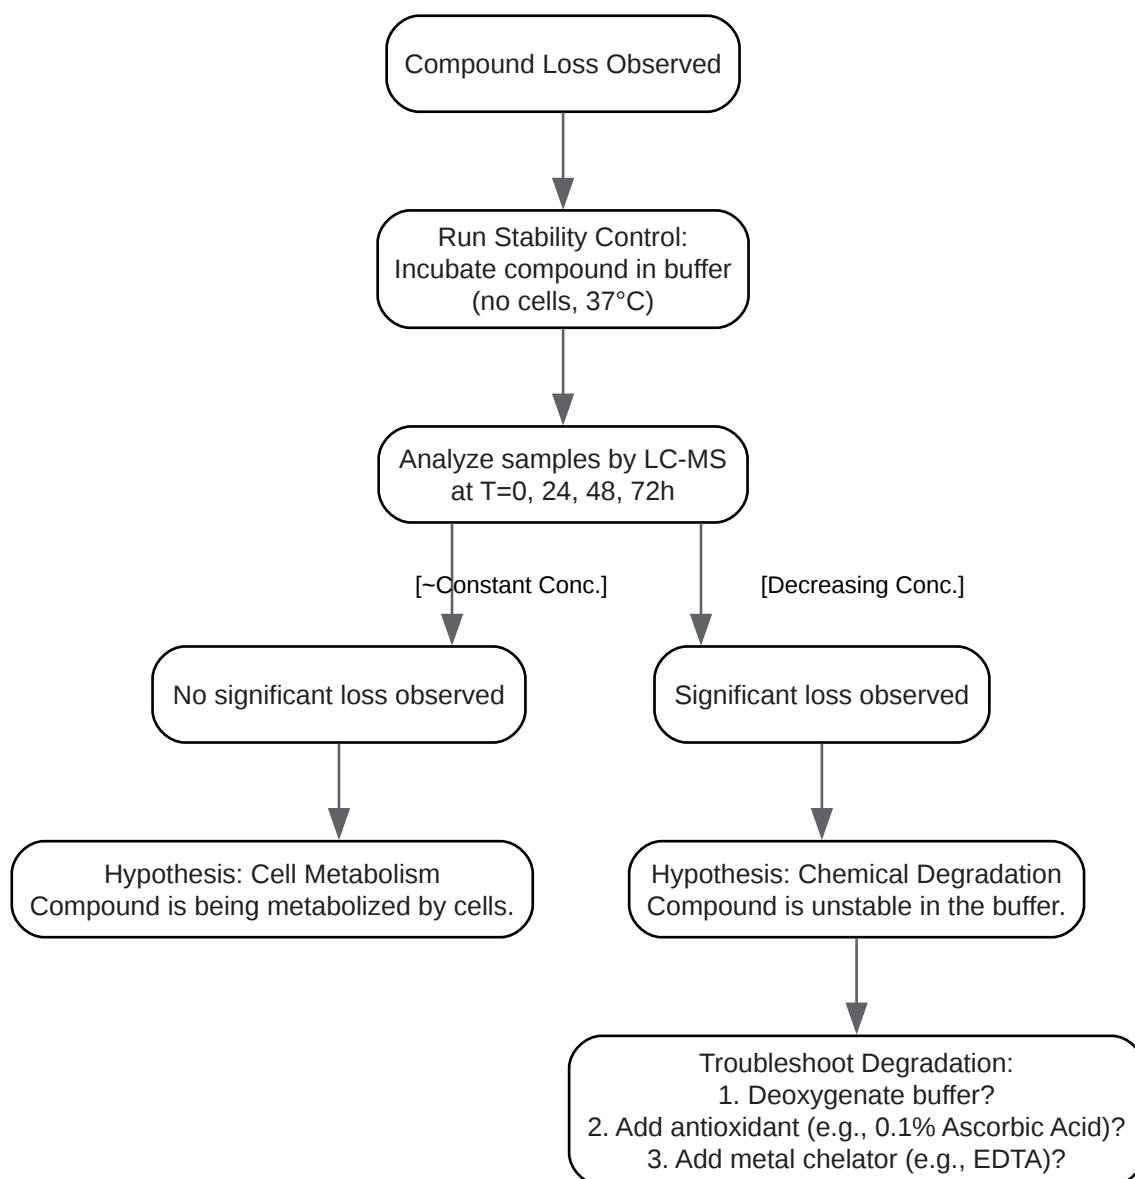 Compound Loss Observed
Run Stability Control:
Incubate compound in buffer
(no cells, 37°C)
Analyze samples by LC-MS
at T=0, 24, 48, 72h
[~Constant Conc.]
[Decreasing Conc.]
No significant loss observed
Significant loss observed
Hypothesis: Cell Metabolism
Compound is being metabolized by cells.
Hypothesis: Chemical Degradation
Compound is unstable in the buffer.
Troubleshoot Degradation:
1. Deoxygenate buffer?
2. Add antioxidant (e.g., 0.1% Ascorbic Acid)?
3. Add metal chelator (e.g., EDTA)?